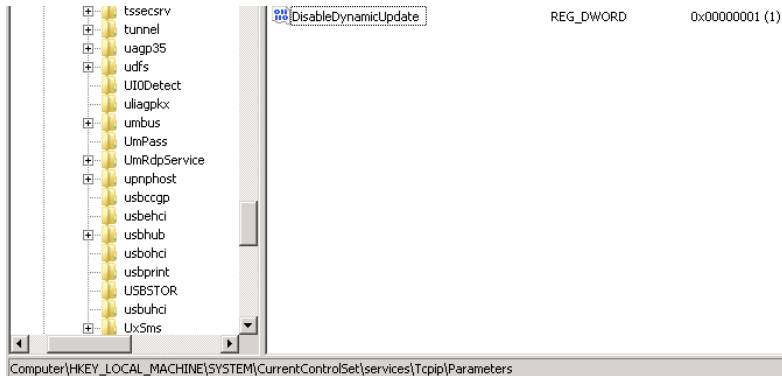 tssecsrv
tunnel
uagp35
udfs
UI0Detect
uliagpkx
umbus
UmPass
UmRdpService
upnphost
usbccgp
usbehci
usbhub
usbohci
usbprint
USBSTOR
usbuhci
UxSms
DisableDynamicUpdate REG_DWORD 0x00000001 (1)
Computer\HKEY_LOCAL_MACHINE\SYSTEM\CurrentControlSet\services\Tcpip\Parameters